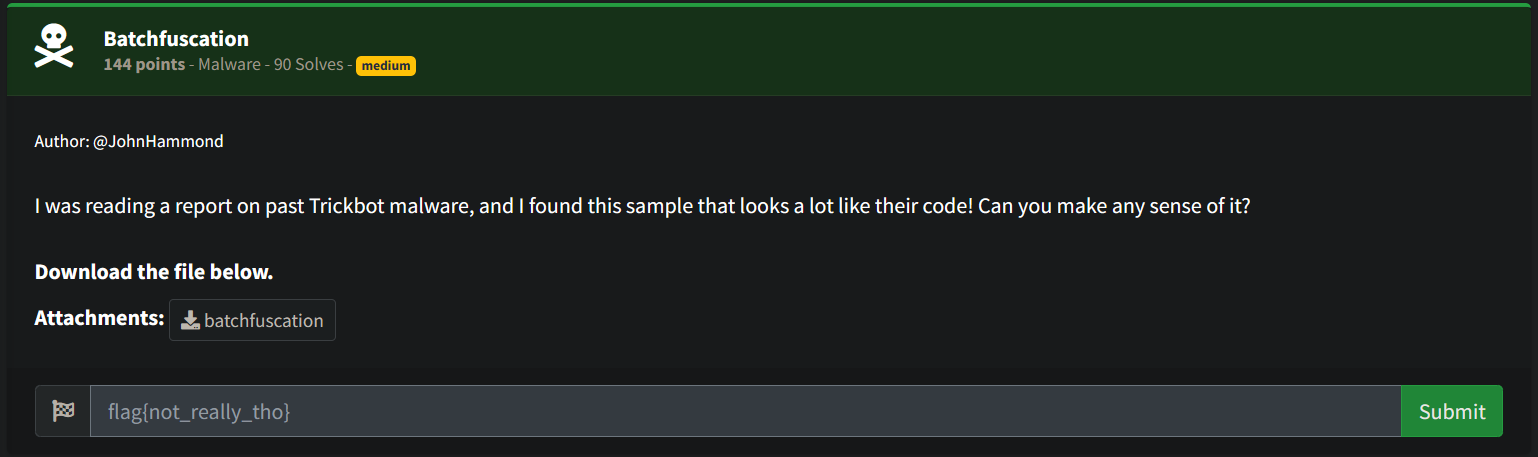 Batchfuscation
144 points - Malware - 90 Solves - medium
Author: @JohnHammond
I was reading a report on past Trickbot malware, and I found this sample that looks a lot like their code! Can you make any sense of it?
Download the file below.
Attachments: batchfuscation
flag{not_really_tho} Submit